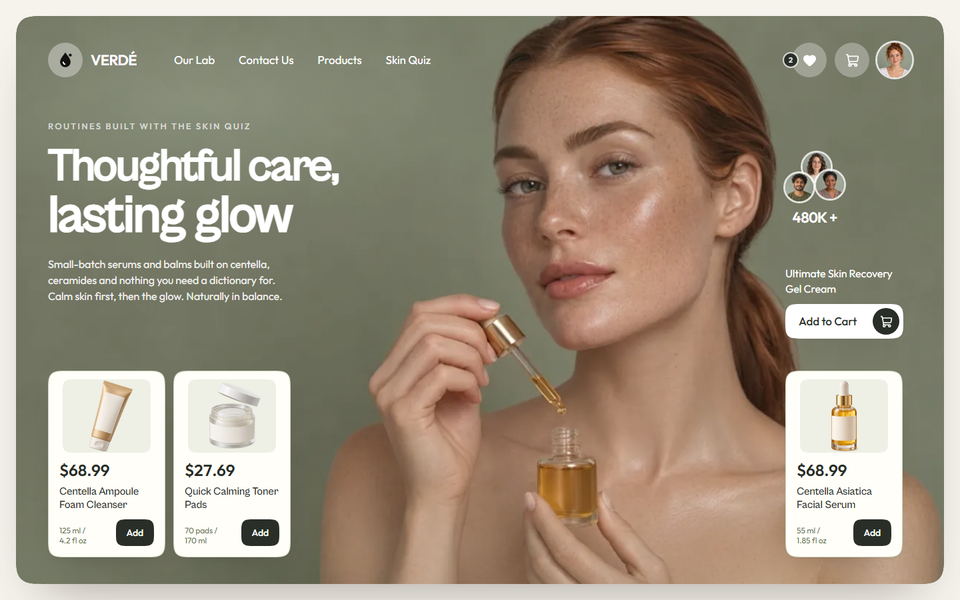 VERDÉ
Our Lab
Contact Us
Products
Skin Quiz
2
ROUTINES BUILT WITH THE SKIN QUIZ
Thoughtful care,
lasting glow
Small-batch serums and balms built on centella,
ceramides and nothing you need a dictionary for.
Calm skin first, then the glow. Naturally in balance.
480K+
Ultimate Skin Recovery
Gel Cream
Add to Cart
$68.99
Centella Ampoule
Foam Cleanser
125 ml /
4.2 fl oz
Add
$27.69
Quick Calming Toner
Pads
70 pads /
170 ml
Add
$68.99
Centella Asiatica
Facial Serum
55 ml /
1.85 fl oz
Add